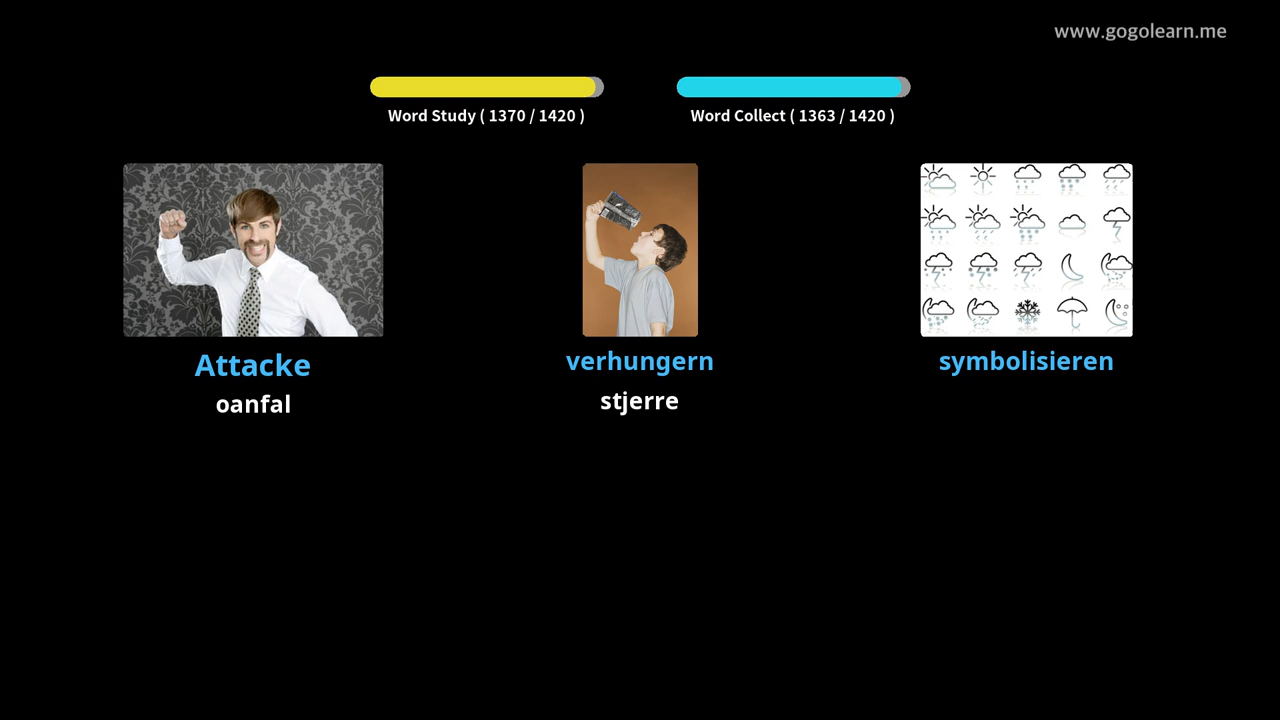 www.gogolearn.me
Word Study ( 1370 / 1420 )
Word Collect ( 1363 / 1420 )
Attacke
verhungern
symbolisieren
oanfal
stjerre